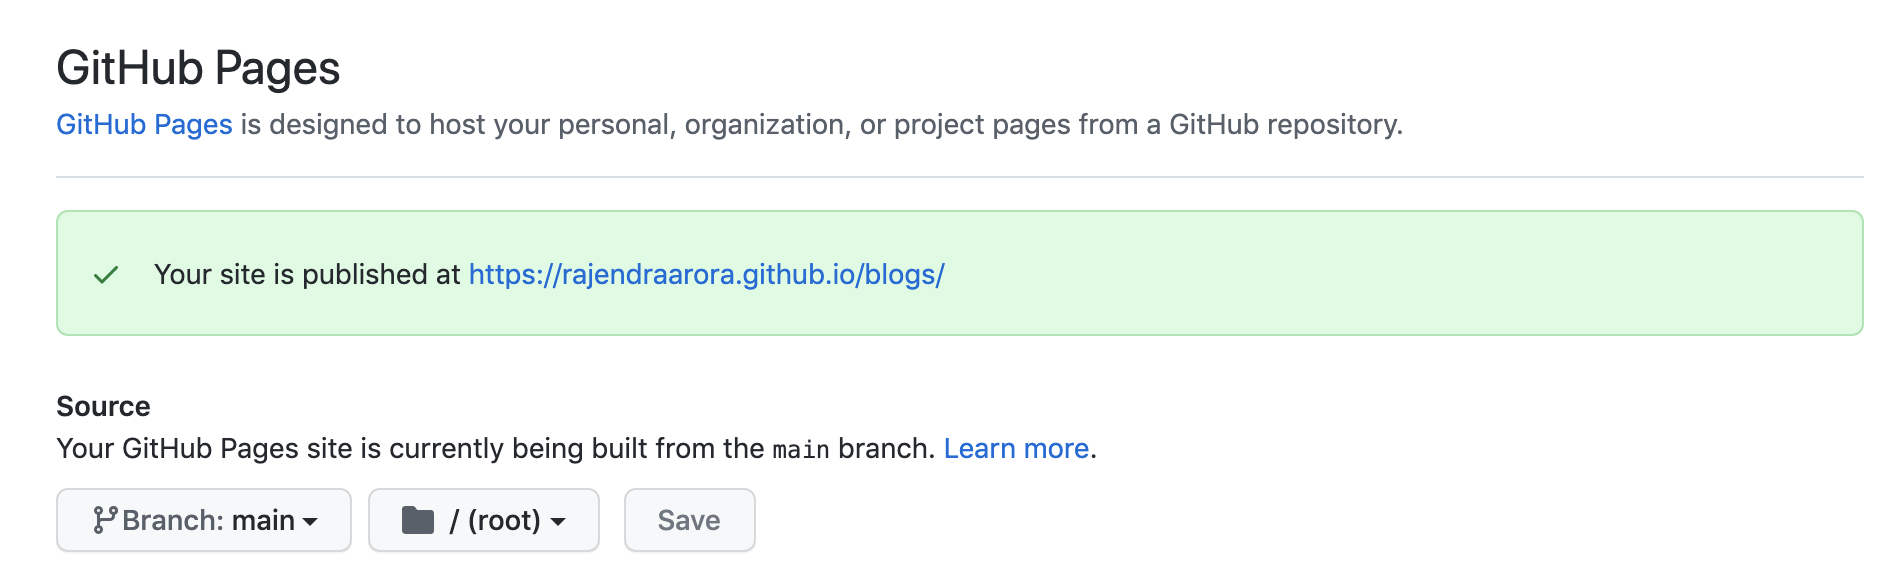 GitHub Pages
GitHub Pages is designed to host your personal, organization, or project pages from a GitHub repository.
Your site is published at https://rajendraarora.github.io/blogs/
Source
Your GitHub Pages site is currently being built from the main branch. Learn more.
Branch: main / (root) Save